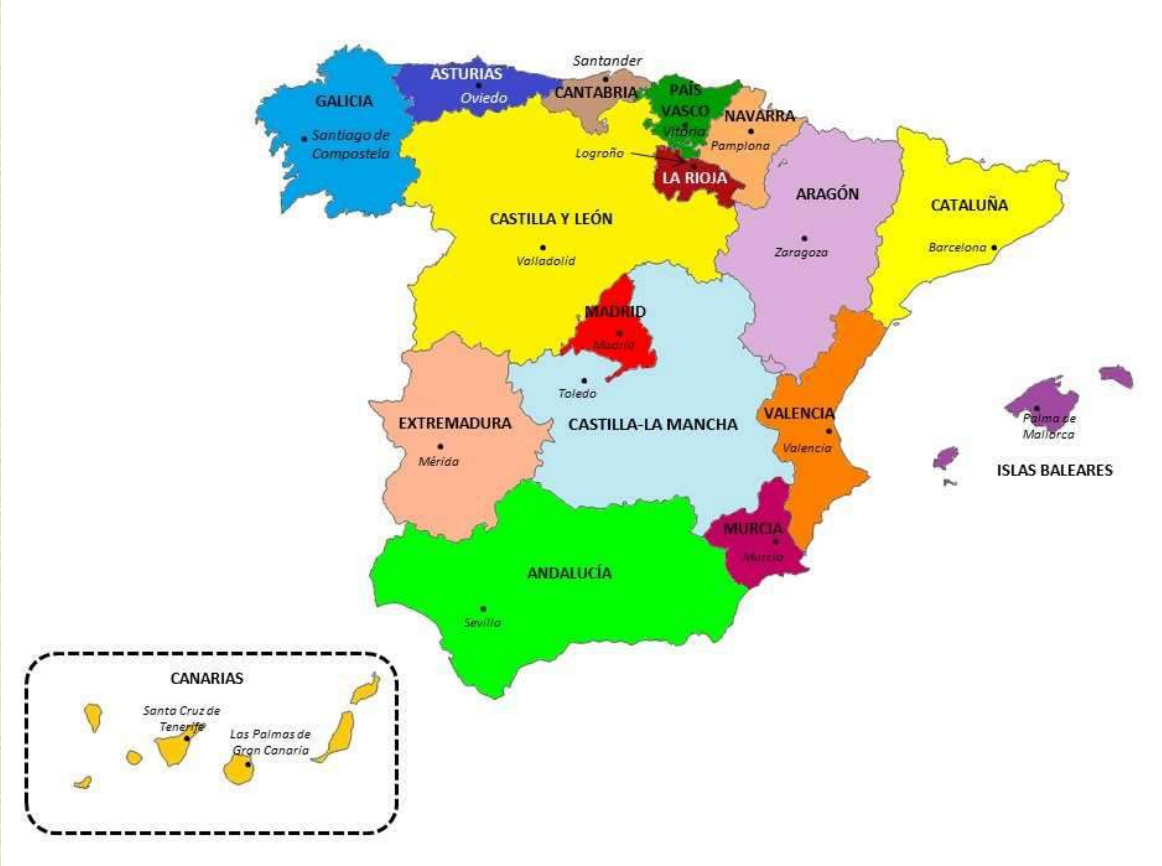 Santander
ASTURIAS
Oviedo
CANTABRIA
PAÍS
VASCO
Vitoria
GALICIA
Santiago de
Compostela
NAVARRA
Pamplona
Logroño
LA RIOJA
ARAGÓN
Zaragoza
CATALUÑA
Barcelona
CASTILLA Y LEÓN
Valladolid
MADRID
Madrid
Toledo
CASTILLA-LA MANCHA
EXTREMADURA
Mérida
VALENCIA
Valencia
Palma de
Mallorca
ISLAS BALEARES
MURCIA
Murcia
ANDALUCÍA
Sevilla
CANARIAS
Santa Cruz de
Tenerife
Las Palmas de
Gran Canaria